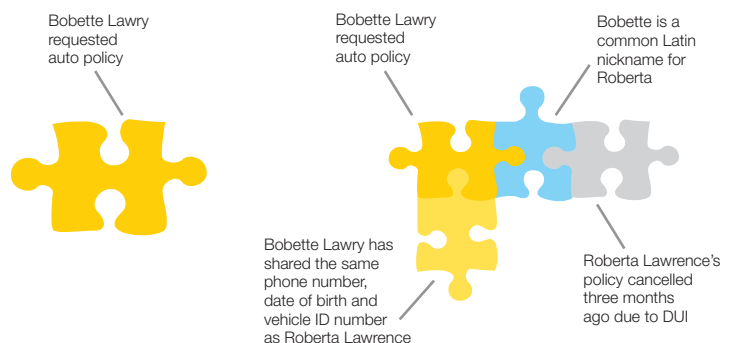 Bobette Lawry
requested
auto policy
Bobette Lawry
requested
auto policy
Bobette is a
common Latin
nickname for
Roberta
Bobette Lawry has
shared the same
phone number,
date of birth and
vehicle ID number
as Roberta Lawrence
Roberta Lawrence’s
policy cancelled
three months
ago due to DUI